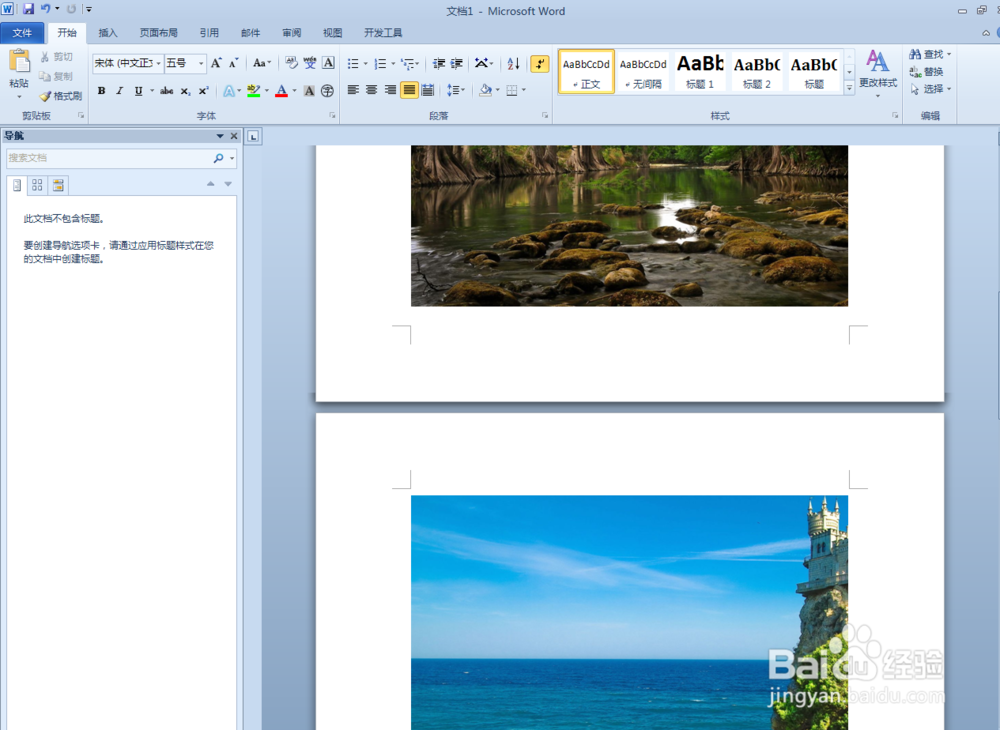 文档1 - Microsoft Word
文件 开始 插入 页面布局 引用 邮件 审阅 视图 开发工具
粘贴
剪切
复制
格式刷
剪贴板
宋体 (中文正 五号
字体
段落
AaBbCcDd AaBbCcDd AaBb AaBbC AaBbC
正文 无间隔 标题 1 标题 2 标题
更改样式
样式
查找
替换
选择
编辑
导航
搜索文档
此文档不包含标题。
要创建导航选项卡，请通过应用标题样式在您
的文档中创建标题。
Baidu 经验
jingyan.baidu.com